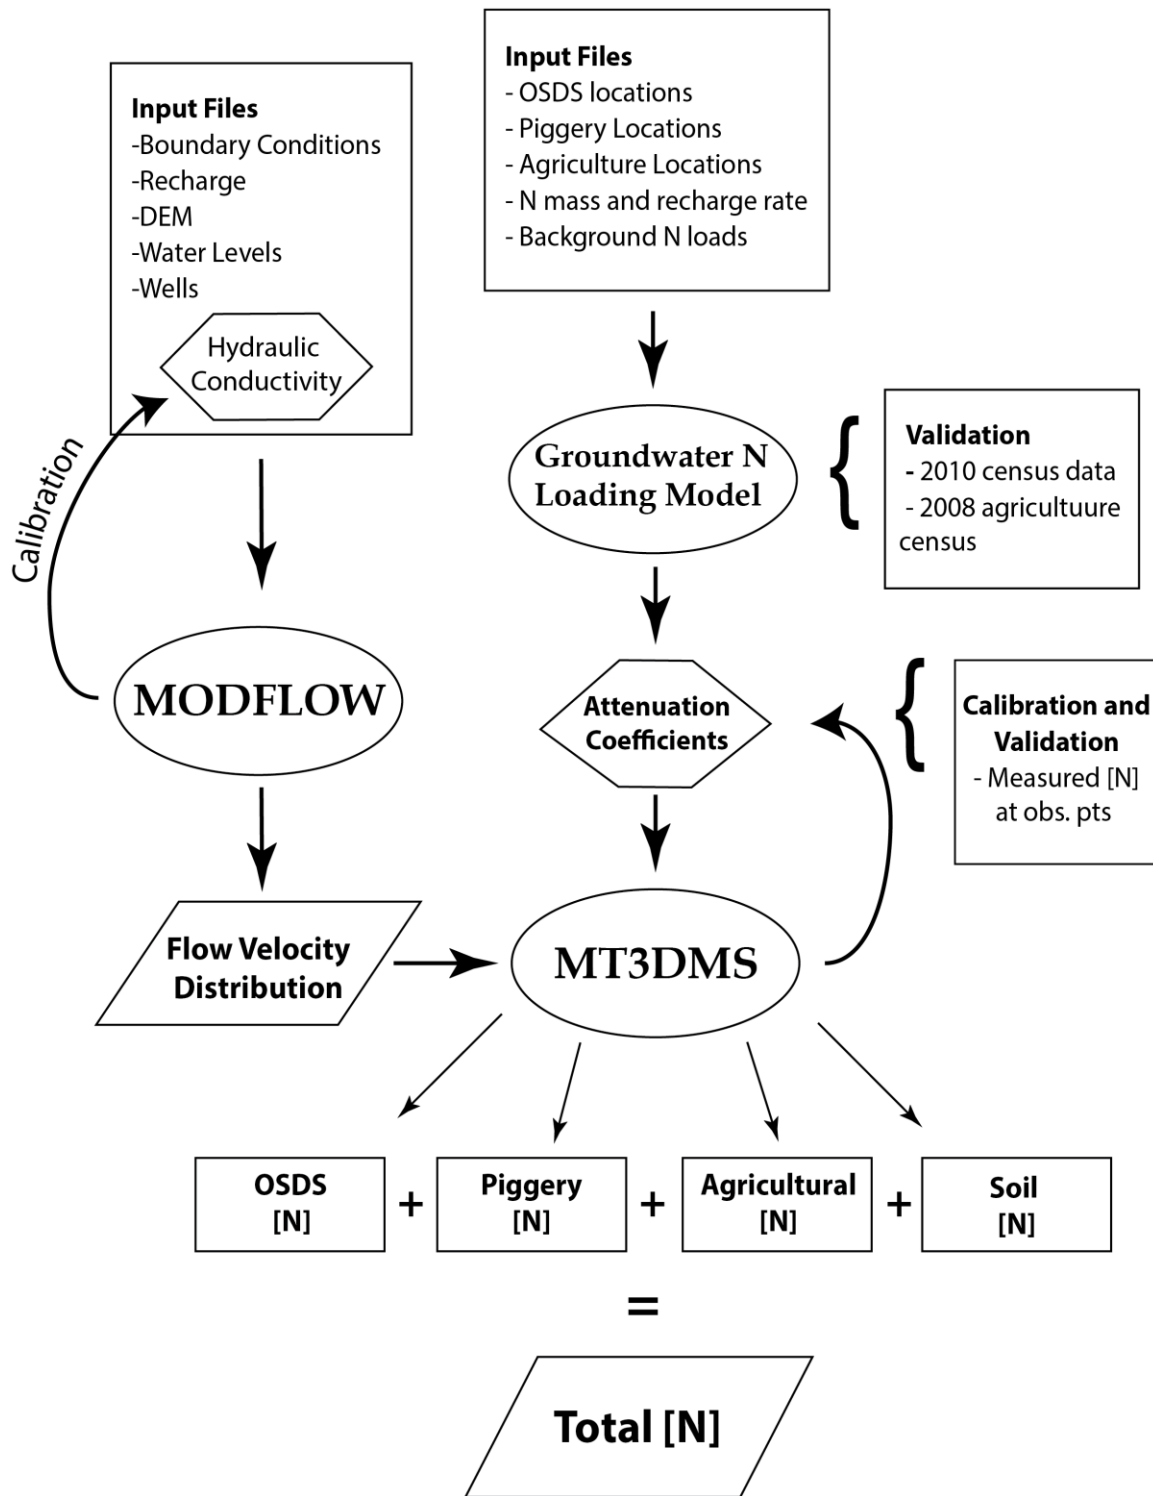 Input Files
-Boundary Conditions
-Recharge
-DEM
-Water Levels
-Wells
Hydraulic
Conductivity
Calibration
MODFLOW
Flow Velocity
Distribution
Input Files
- OSDS locations
- Piggery Locations
- Agriculture Locations
- N mass and recharge rate
- Background N loads
Groundwater N
Loading Model
{
Validation
- 2010 census data
- 2008 agricultuure
census
Attenuation
Coefficients
{
Calibration and
Validation
- Measured [N]
at obs. pts
MT3DMS
OSDS
[N]
+
Piggery
[N]
+
Agricultural
[N]
+
Soil
[N]
=
Total [N]